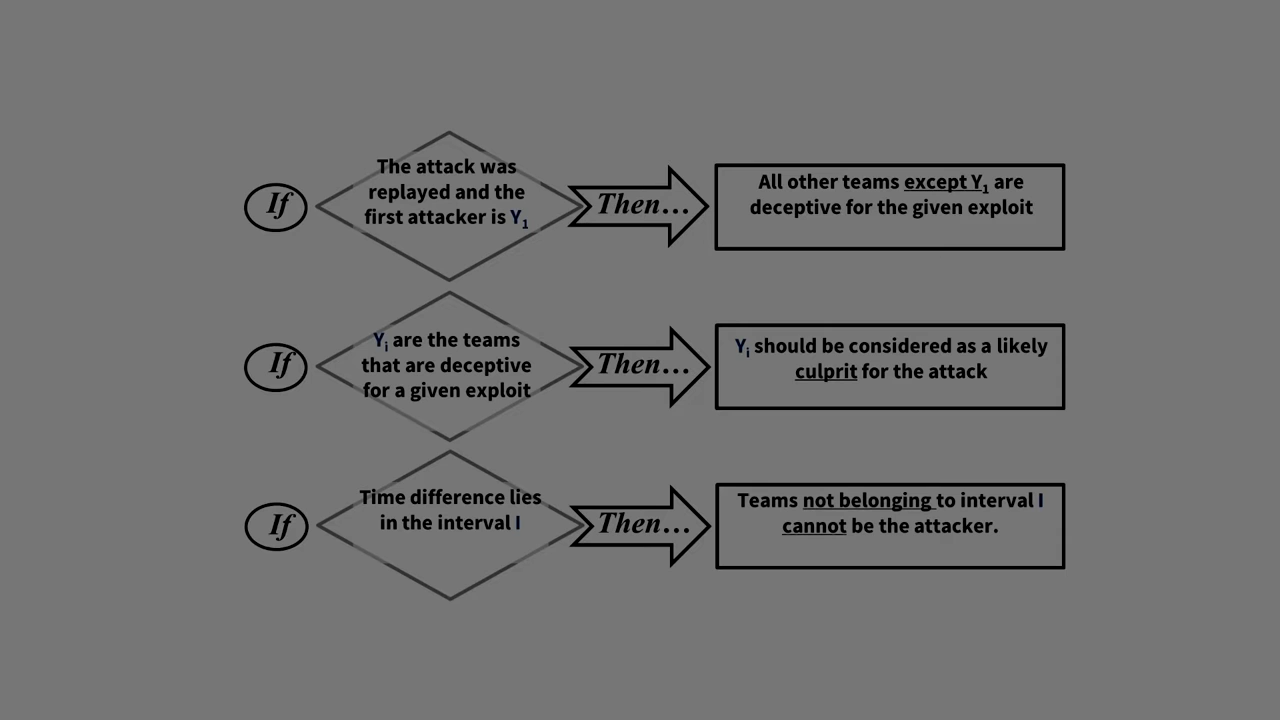 If
The attack was
replayed and the
first attacker is Y₁
Then...
All other teams except Y₁ are
deceptive for the given exploit
If
Yᵢ are the teams
that are deceptive
for a given exploit
Then...
Yᵢ should be considered as a likely
culprit for the attack
If
Time difference lies
in the interval I
Then...
Teams not belonging to interval I
cannot be the attacker.